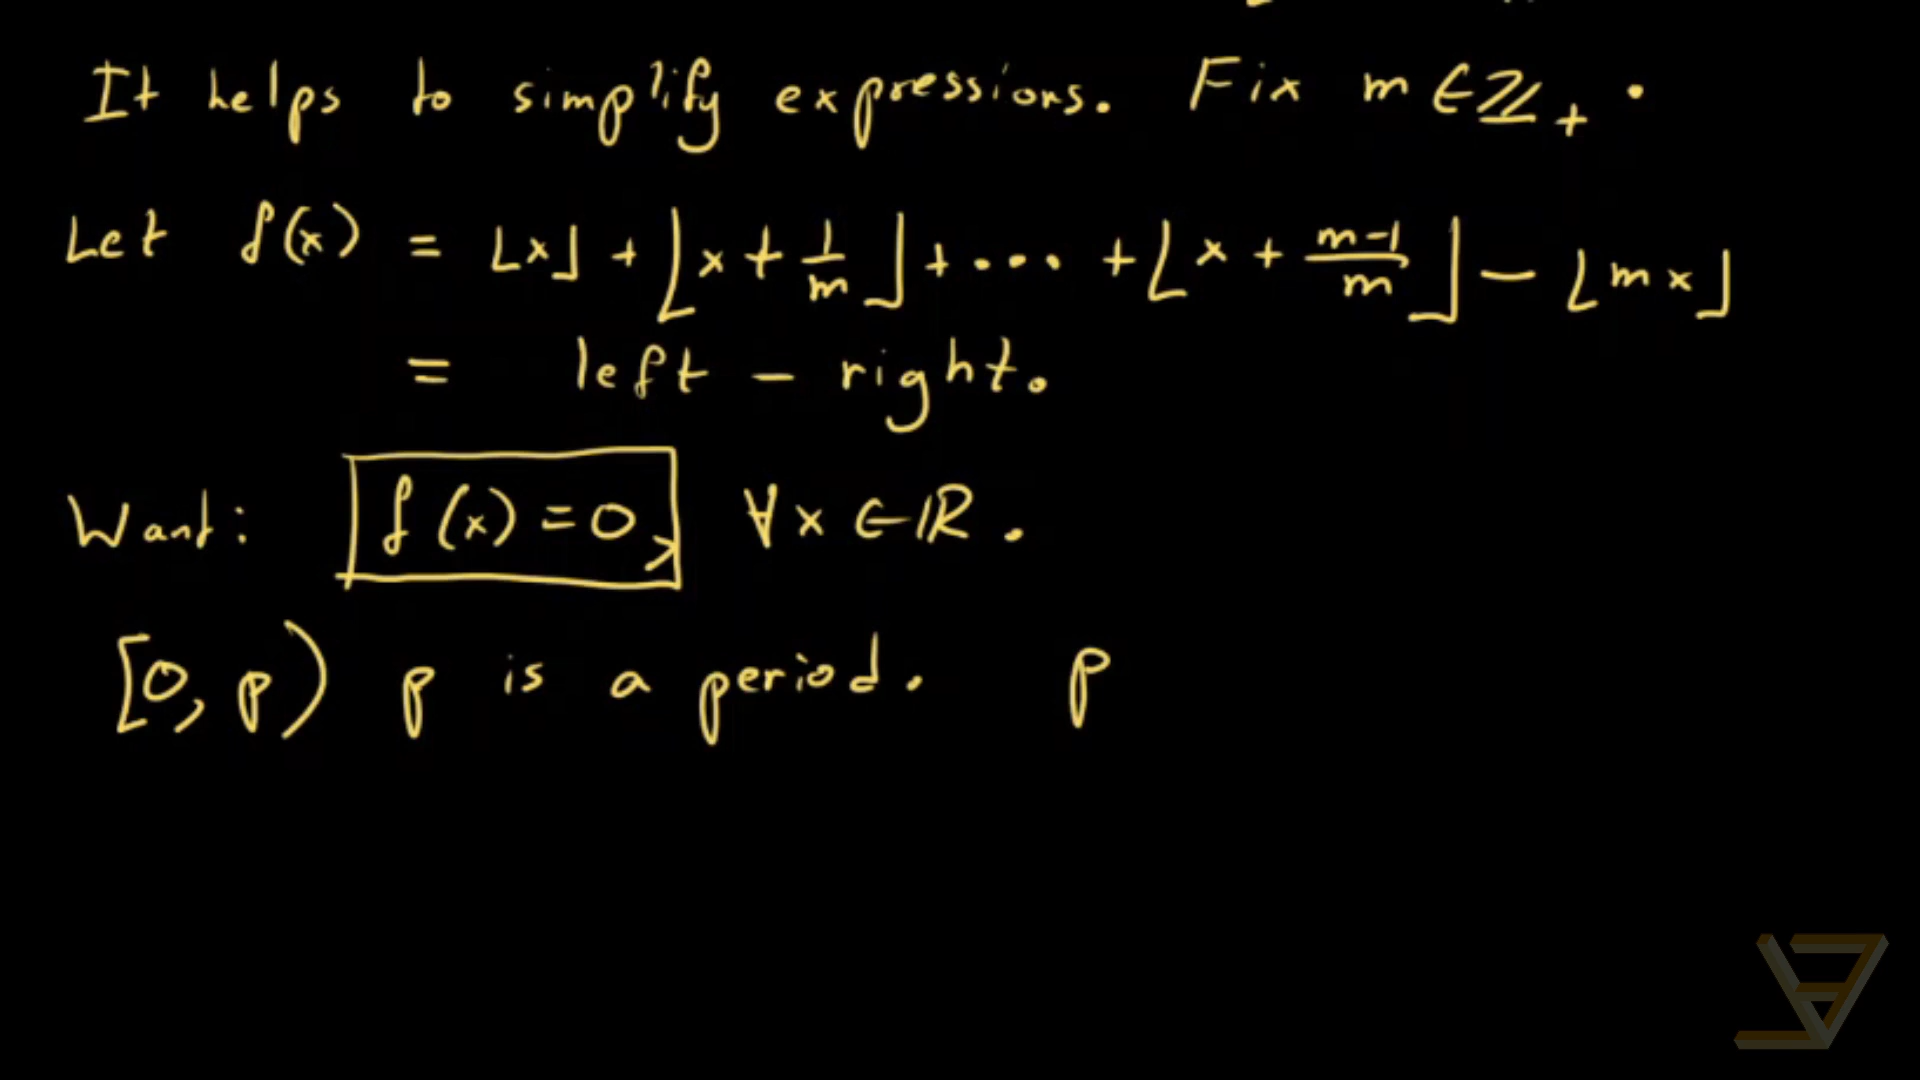 It helps to simplify expressions. Fix m ∈ ℤ₊.
Let f(x) = ⌊x⌋ + ⌊x + 1/m⌋ + ··· + ⌊x + (m-1)/m⌋ - ⌊mx⌋
= left - right.
Want: f(x) = 0, ∀x ∈ ℝ.
[0, p) p is a period. p